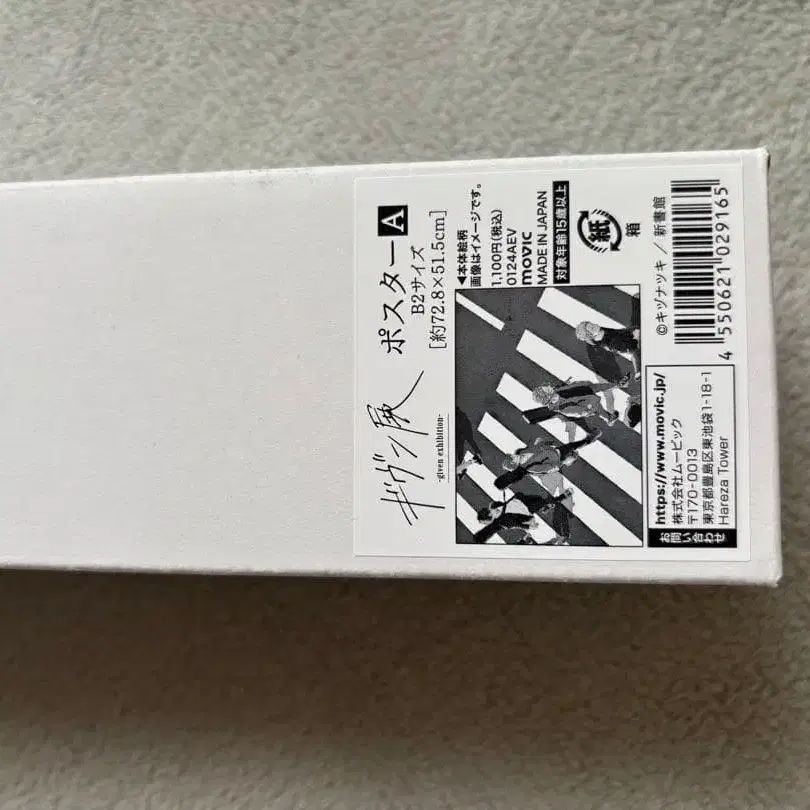 ギヴン展
-given exhibition-
ポスターA
B2サイズ
[約72.8×51.5cm]
◀本体絵柄
画像はイメージです。
1,100円(税込)
0124AEV
movic
MADE IN JAPAN
対象年齢15歳以上
紙
箱
お問い合わせ
https://www.movic.jp/
株式会社ムービック
〒170-0013
東京都豊島区東池袋1-18-1
Hareza Tower
©キヅナツキ / 新書館
4 550621 029165